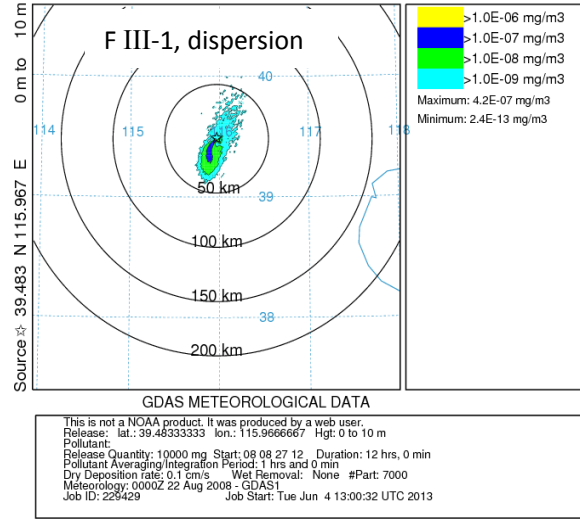 F III-1, dispersion
Source ☆ 39.483 N 115.967 E 0 m to 10 m
40
114
115
116
117
118
39
50 km
100 km
150 km
38
200 km
>1.0E-06 mg/m3
>1.0E-07 mg/m3
>1.0E-08 mg/m3
>1.0E-09 mg/m3
Maximum: 4.2E-07 mg/m3
Minimum: 2.4E-13 mg/m3
GDAS METEOROLOGICAL DATA
This is not a NOAA product. It was produced by a web user.
Release: lat.: 39.48333333 lon.: 115.9666667 Hgt: 0 to 10 m
Pollutant:
Release Quantity: 10000 mg Start: 08 08 27 12 Duration: 12 hrs, 0 min
Pollutant Averaging/Integration Period: 1 hrs and 0 min
Dry Deposition rate: 0.1 cm/s Wet Removal: None #Part: 7000
Meteorology: 0000Z 22 Aug 2008 - GDAS1
Job ID: 229429 Job Start: Tue Jun 4 13:00:32 UTC 2013